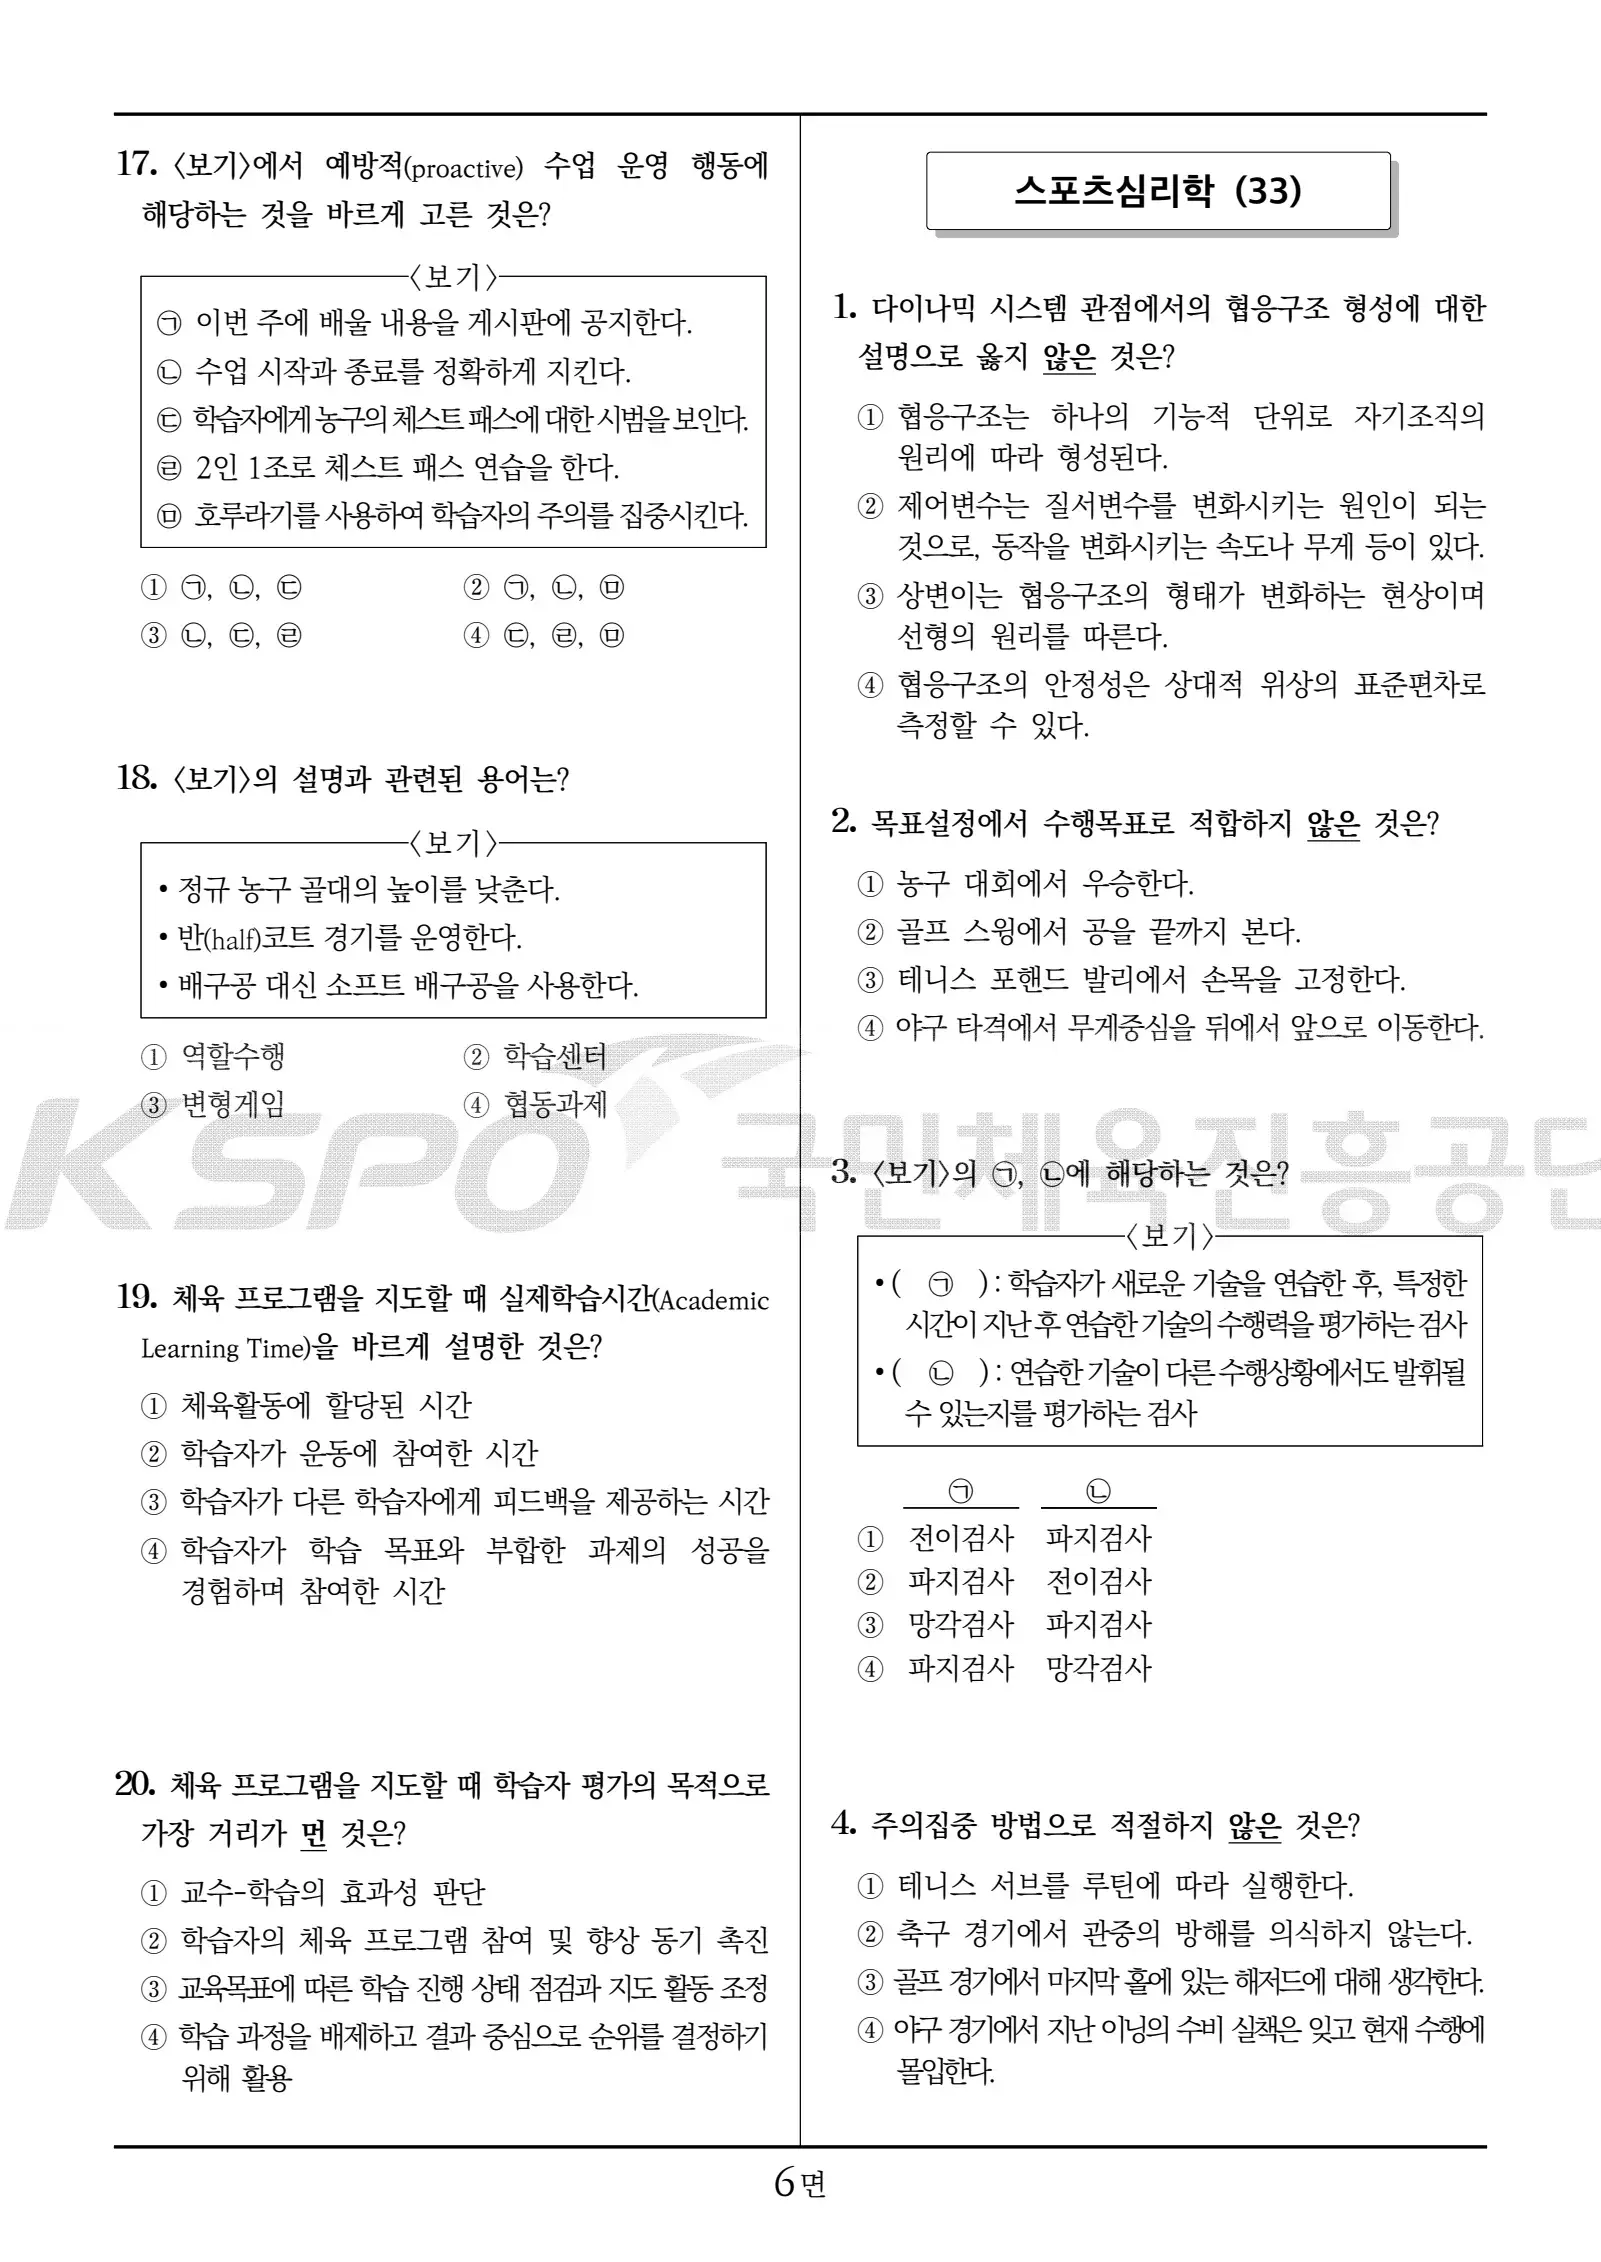 17. 〈보기〉에서 예방적(proactive) 수업 운영 행동에
해당하는 것을 바르게 고른 것은?
〈보기〉
㉠ 이번 주에 배울 내용을 게시판에 공지한다.
㉡ 수업 시작과 종료를 정확하게 지킨다.
㉢ 학습자에게 농구의 체스트 패스에 대한 시범을 보인다.
㉣ 2인 1조로 체스트 패스 연습을 한다.
㉤ 호루라기를 사용하여 학습자의 주의를 집중시킨다.
① ㉠, ㉡, ㉢ ② ㉠, ㉡, ㉤
③ ㉡, ㉢, ㉣ ④ ㉢, ㉣, ㉤
18. 〈보기〉의 설명과 관련된 용어는?
〈보기〉
• 정규 농구 골대의 높이를 낮춘다.
• 반(half)코트 경기를 운영한다.
• 배구공 대신 소프트 배구공을 사용한다.
① 역할수행 ② 학습센터
③ 변형게임 ④ 협동과제
19. 체육 프로그램을 지도할 때 실제학습시간(Academic
Learning Time)을 바르게 설명한 것은?
① 체육활동에 할당된 시간
② 학습자가 운동에 참여한 시간
③ 학습자가 다른 학습자에게 피드백을 제공하는 시간
④ 학습자가 학습 목표와 부합한 과제의 성공을
경험하며 참여한 시간
20. 체육 프로그램을 지도할 때 학습자 평가의 목적으로
가장 거리가 먼 것은?
① 교수-학습의 효과성 판단
② 학습자의 체육 프로그램 참여 및 향상 동기 촉진
③ 교육목표에 따른 학습 진행 상태 점검과 지도 활동 조정
④ 학습 과정을 배제하고 결과 중심으로 순위를 결정하기
위해 활용
스포츠심리학 (33)
1. 다이나믹 시스템 관점에서의 협응구조 형성에 대한
설명으로 옳지 않은 것은?
① 협응구조는 하나의 기능적 단위로 자기조직의
원리에 따라 형성된다.
② 제어변수는 질서변수를 변화시키는 원인이 되는
것으로, 동작을 변화시키는 속도나 무게 등이 있다.
③ 상변이는 협응구조의 형태가 변화하는 현상이며
선형의 원리를 따른다.
④ 협응구조의 안정성은 상대적 위상의 표준편차로
측정할 수 있다.
2. 목표설정에서 수행목표로 적합하지 않은 것은?
① 농구 대회에서 우승한다.
② 골프 스윙에서 공을 끝까지 본다.
③ 테니스 포핸드 발리에서 손목을 고정한다.
④ 야구 타격에서 무게중심을 뒤에서 앞으로 이동한다.
3. 〈보기〉의 ㉠, ㉡에 해당하는 것은?
〈보기〉
• ( ㉠ ) : 학습자가 새로운 기술을 연습한 후, 특정한
시간이 지난 후 연습한 기술의 수행력을 평가하는 검사
• ( ㉡ ) : 연습한 기술이 다른 수행상황에서도 발휘될
수 있는지를 평가하는 검사
㉠ ㉡
① 전이검사 파지검사
② 파지검사 전이검사
③ 망각검사 파지검사
④ 파지검사 망각검사
4. 주의집중 방법으로 적절하지 않은 것은?
① 테니스 서브를 루틴에 따라 실행한다.
② 축구 경기에서 관중의 방해를 의식하지 않는다.
③ 골프 경기에서 마지막 홀에 있는 해저드에 대해 생각한다.
④ 야구 경기에서 지난 이닝의 수비 실책은 잊고 현재 수행에
몰입한다.
KSPO 국민체육진흥공단
6면